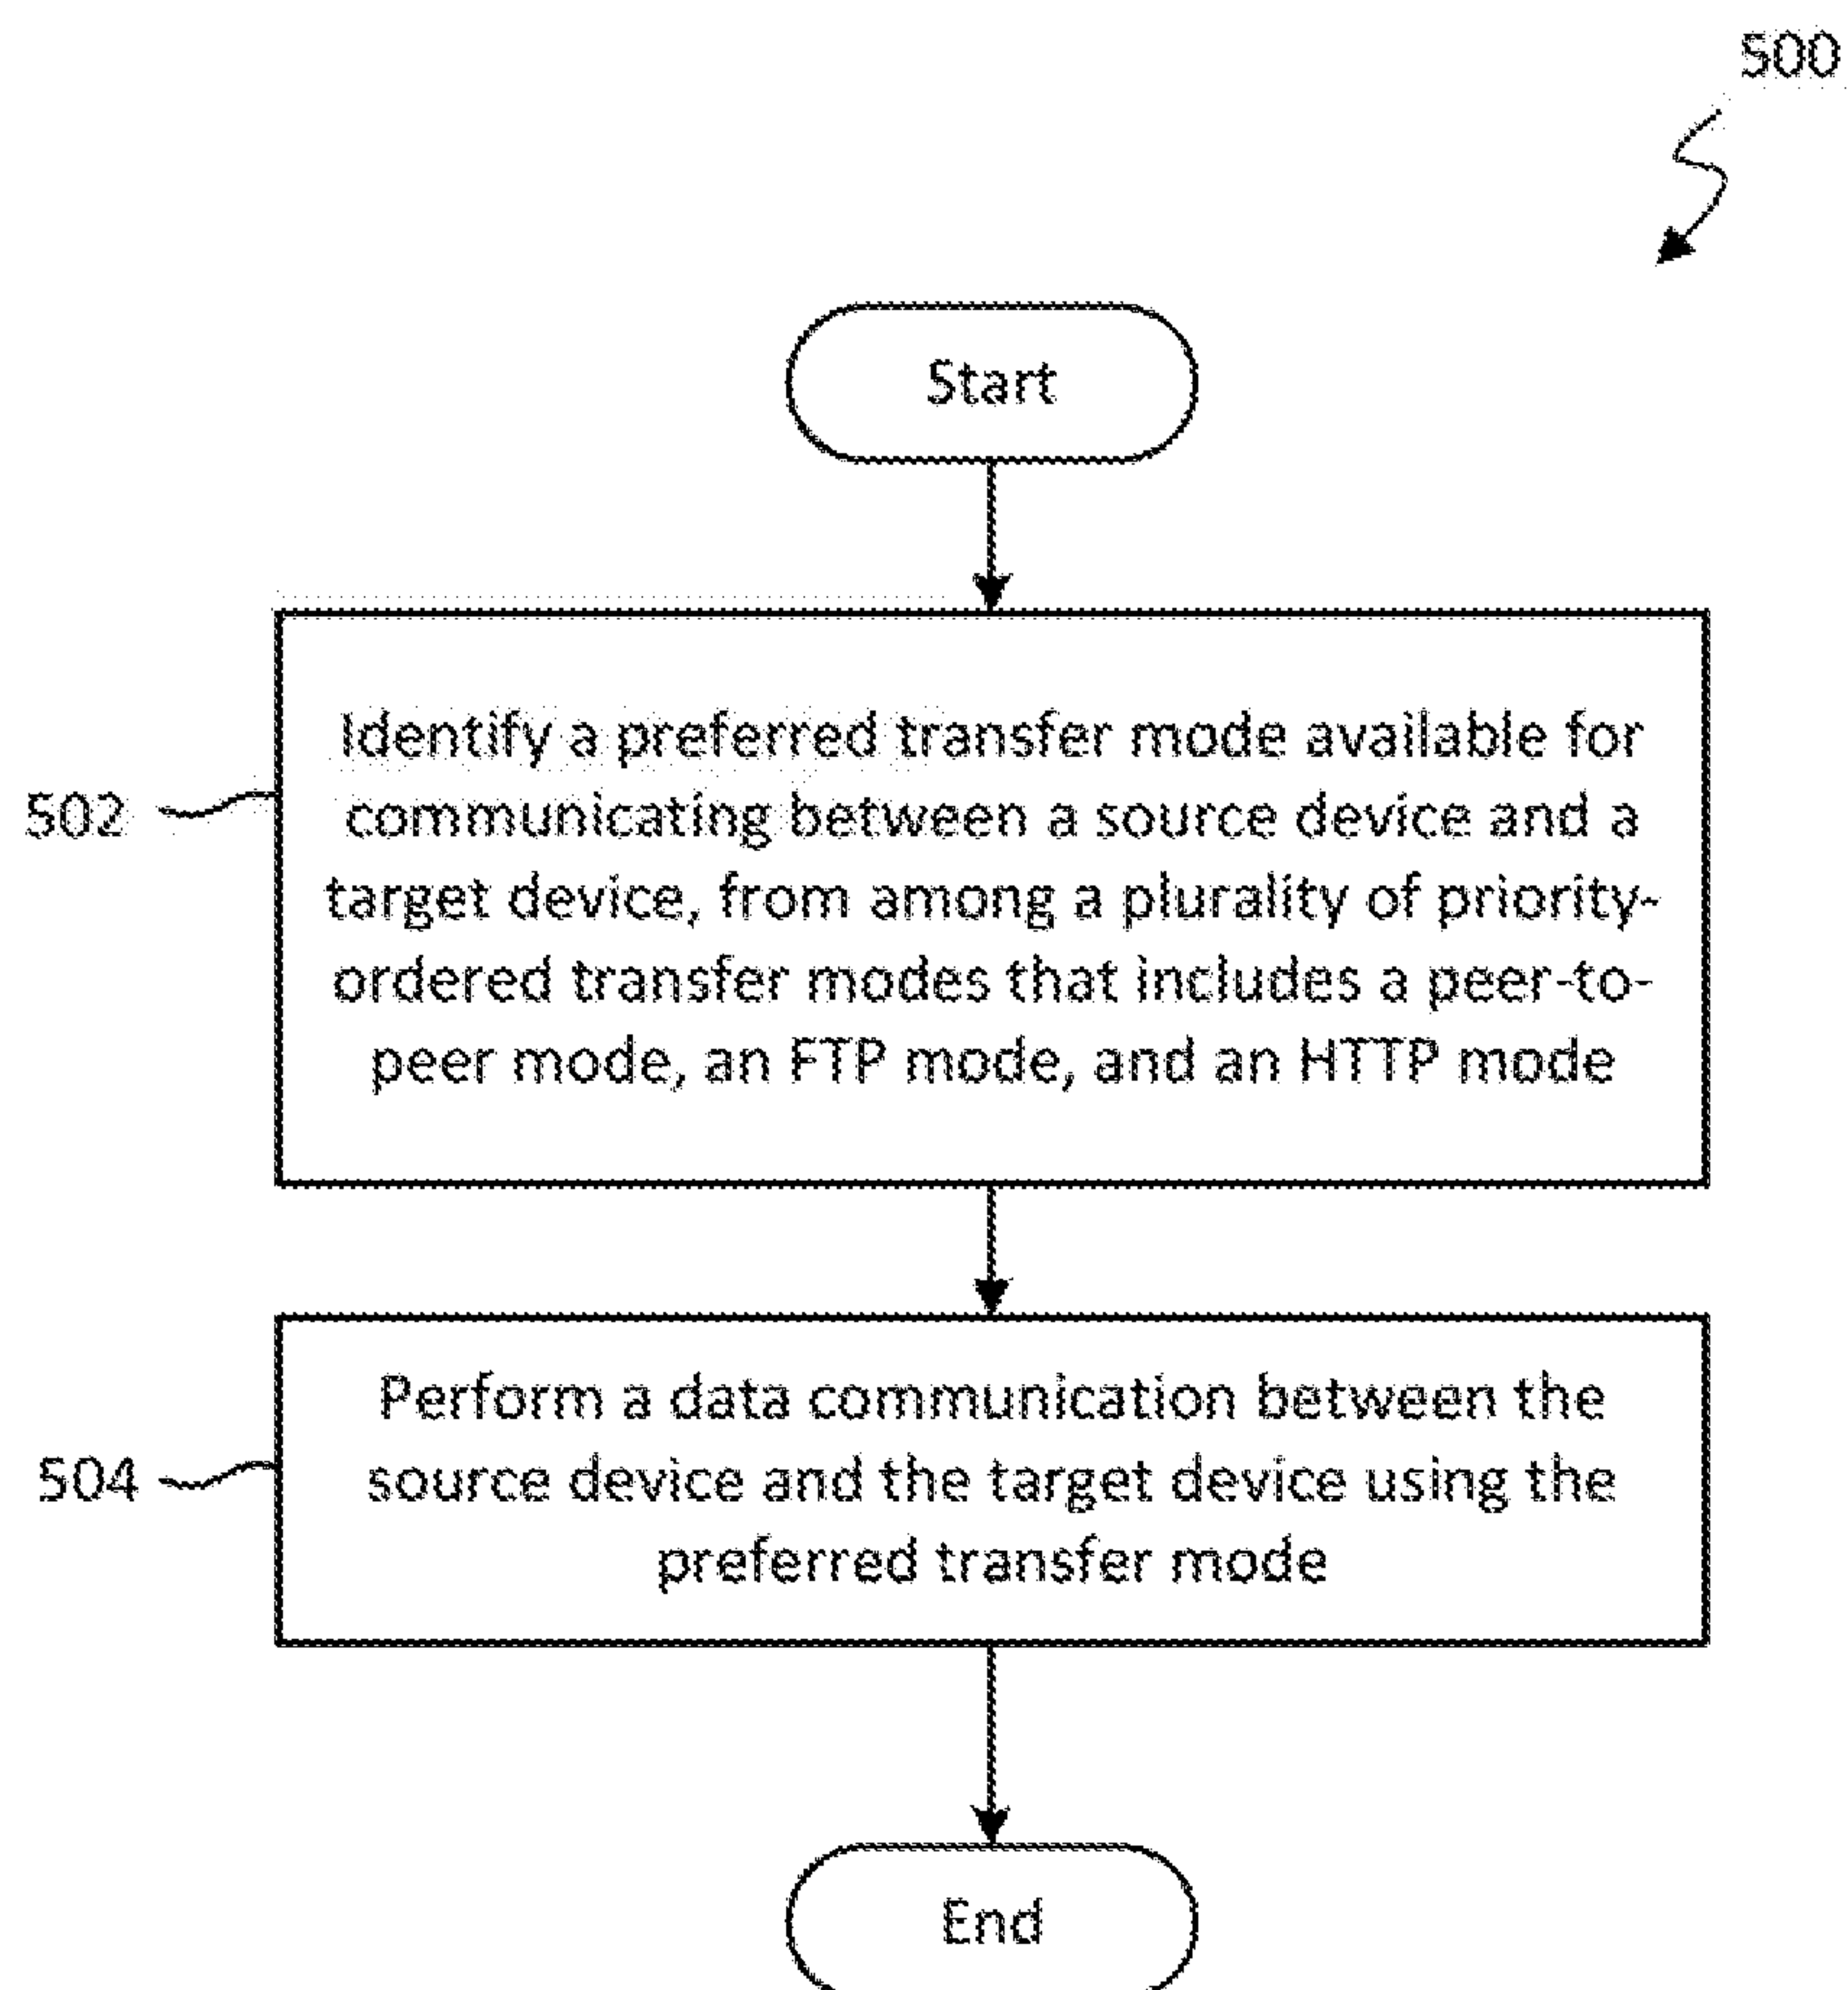 500
Start
502
Identify a preferred transfer mode available for
communicating between a source device and a
target device, from among a plurality of priority-
ordered transfer modes that includes a peer-to-
peer mode, an FTP mode, and an HTTP mode
504
Perform a data communication between the
source device and the target device using the
preferred transfer mode
End